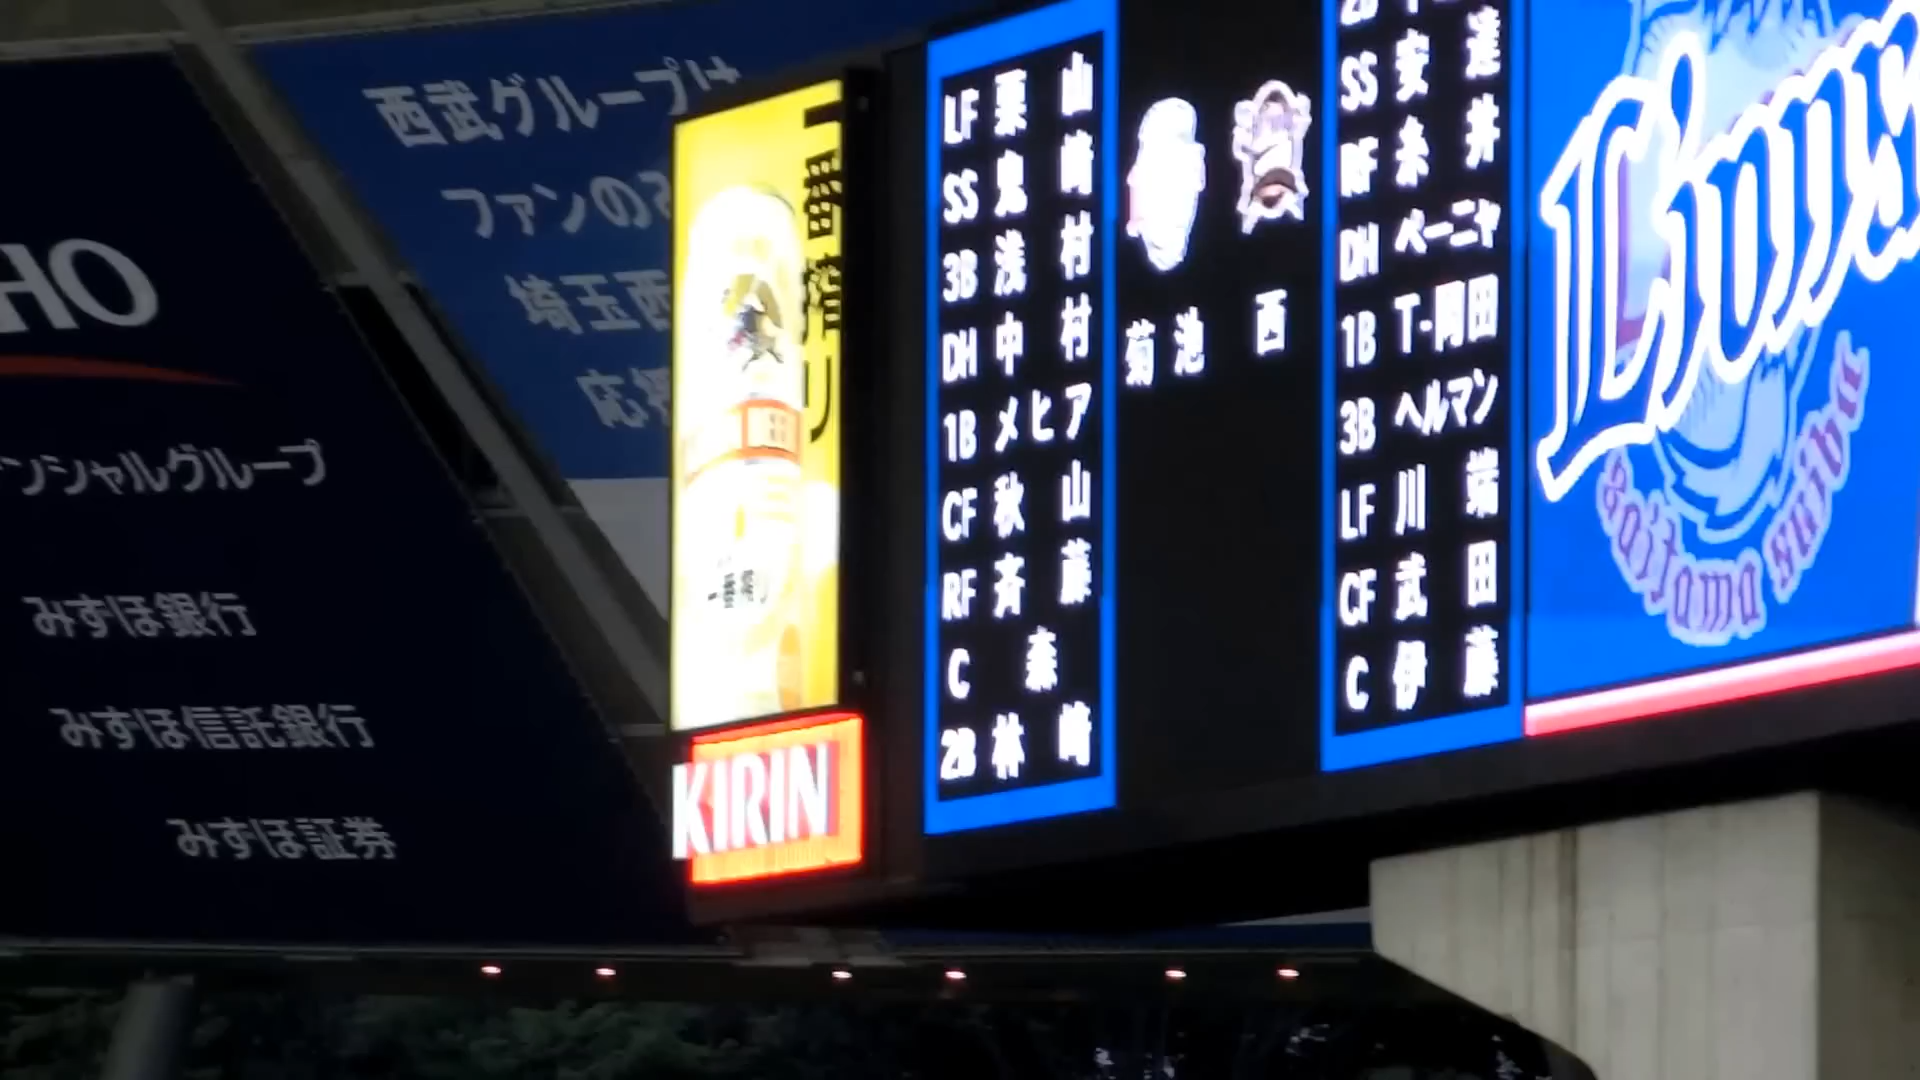 西武グループは
ファンの
埼玉西
応援
HO
ンシャルグループ
みずほ銀行
みずほ信託銀行
みずほ証券
一番搾り
KIRIN
LF 栗山
SS 鬼崎
3B 浅村
DH 中村
1B メヒア
CF 秋山
RF 斉藤
C 森
2B 林崎
菊池 西
SS 安達
RF 糸井
DH ペーニャ
1B T-岡田
3B ヘルマン
LF 川端
CF 武田
C 伊藤
Lions
Saitama Seibu